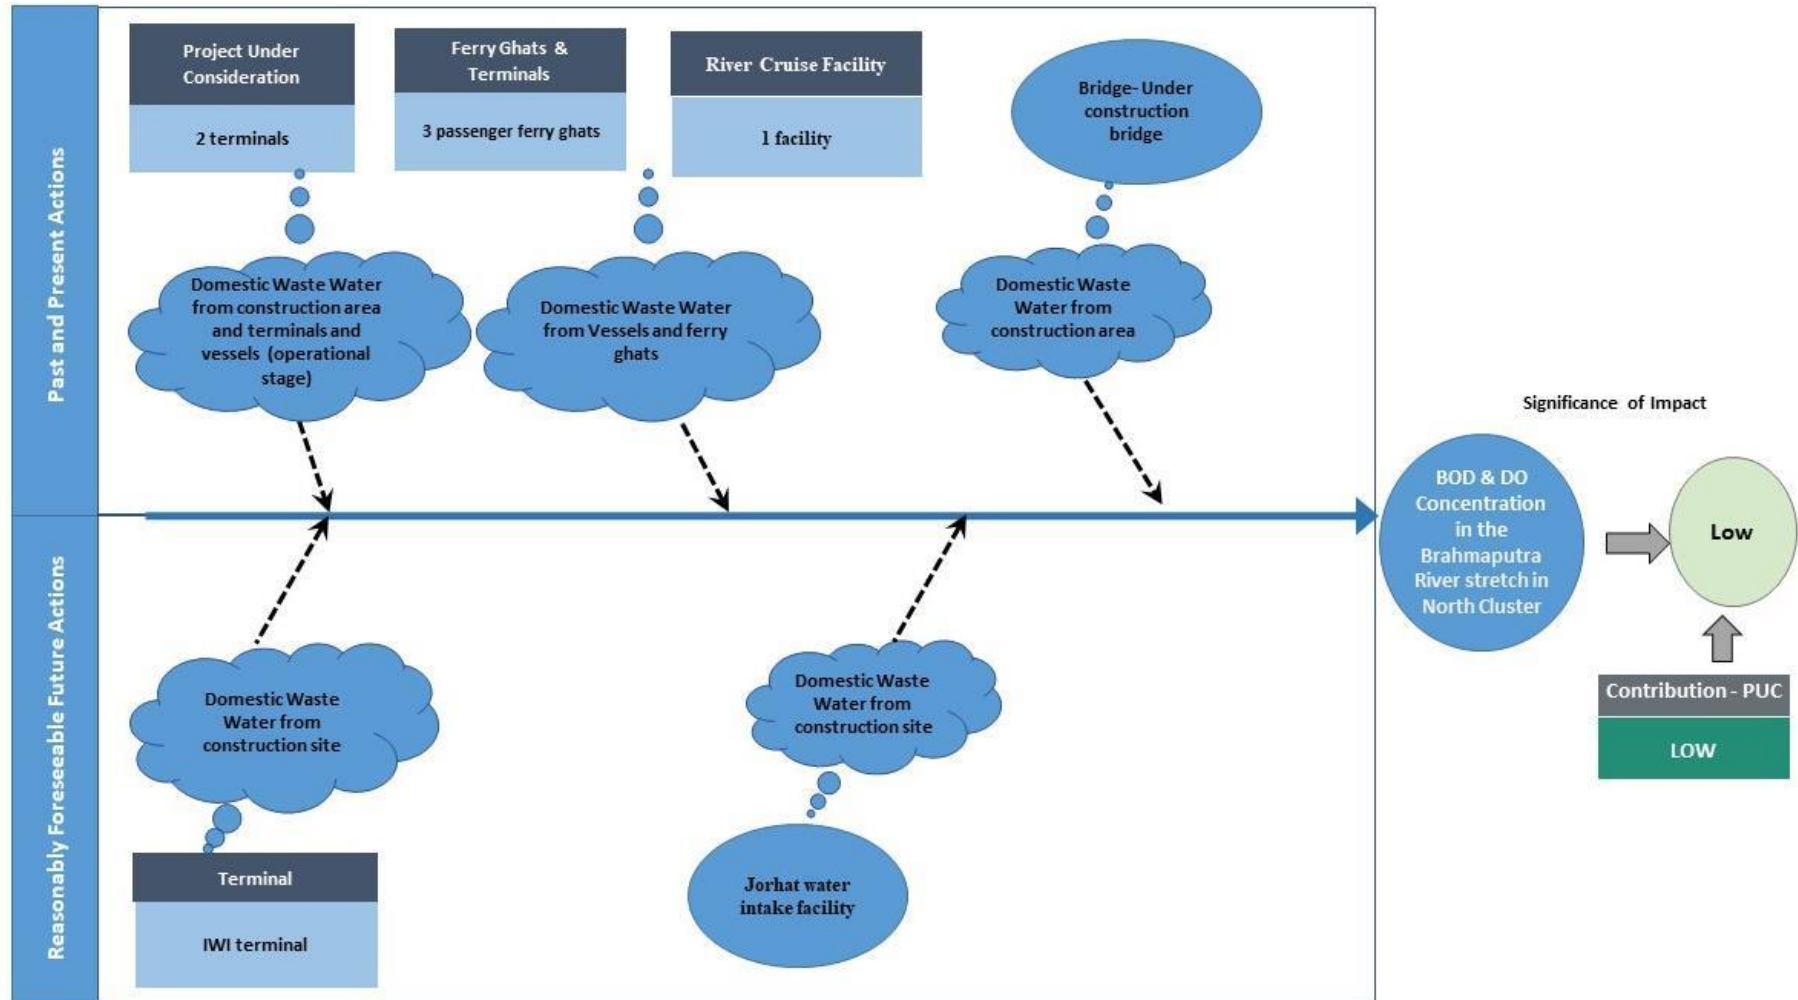 Past and Present Actions
Project Under
Consideration
2 terminals
Ferry Ghats &
Terminals
3 passenger ferry ghats
River Cruise Facility
1 facility
Bridge- Under
construction
bridge
Domestic Waste Water
from construction area
and terminals and
vessels (operational
stage)
Domestic Waste Water
from Vessels and ferry
ghats
Domestic Waste
Water from
construction area
Significance of Impact
BOD & DO
Concentration
in the
Brahmaputra
River stretch in
North Cluster
Low
Contribution - PUC
LOW
Reasonably Foreseeable Future Actions
Domestic Waste
Water from
construction site
Terminal
IWI terminal
Domestic Waste
Water from
construction site
Jorhat water
intake facility